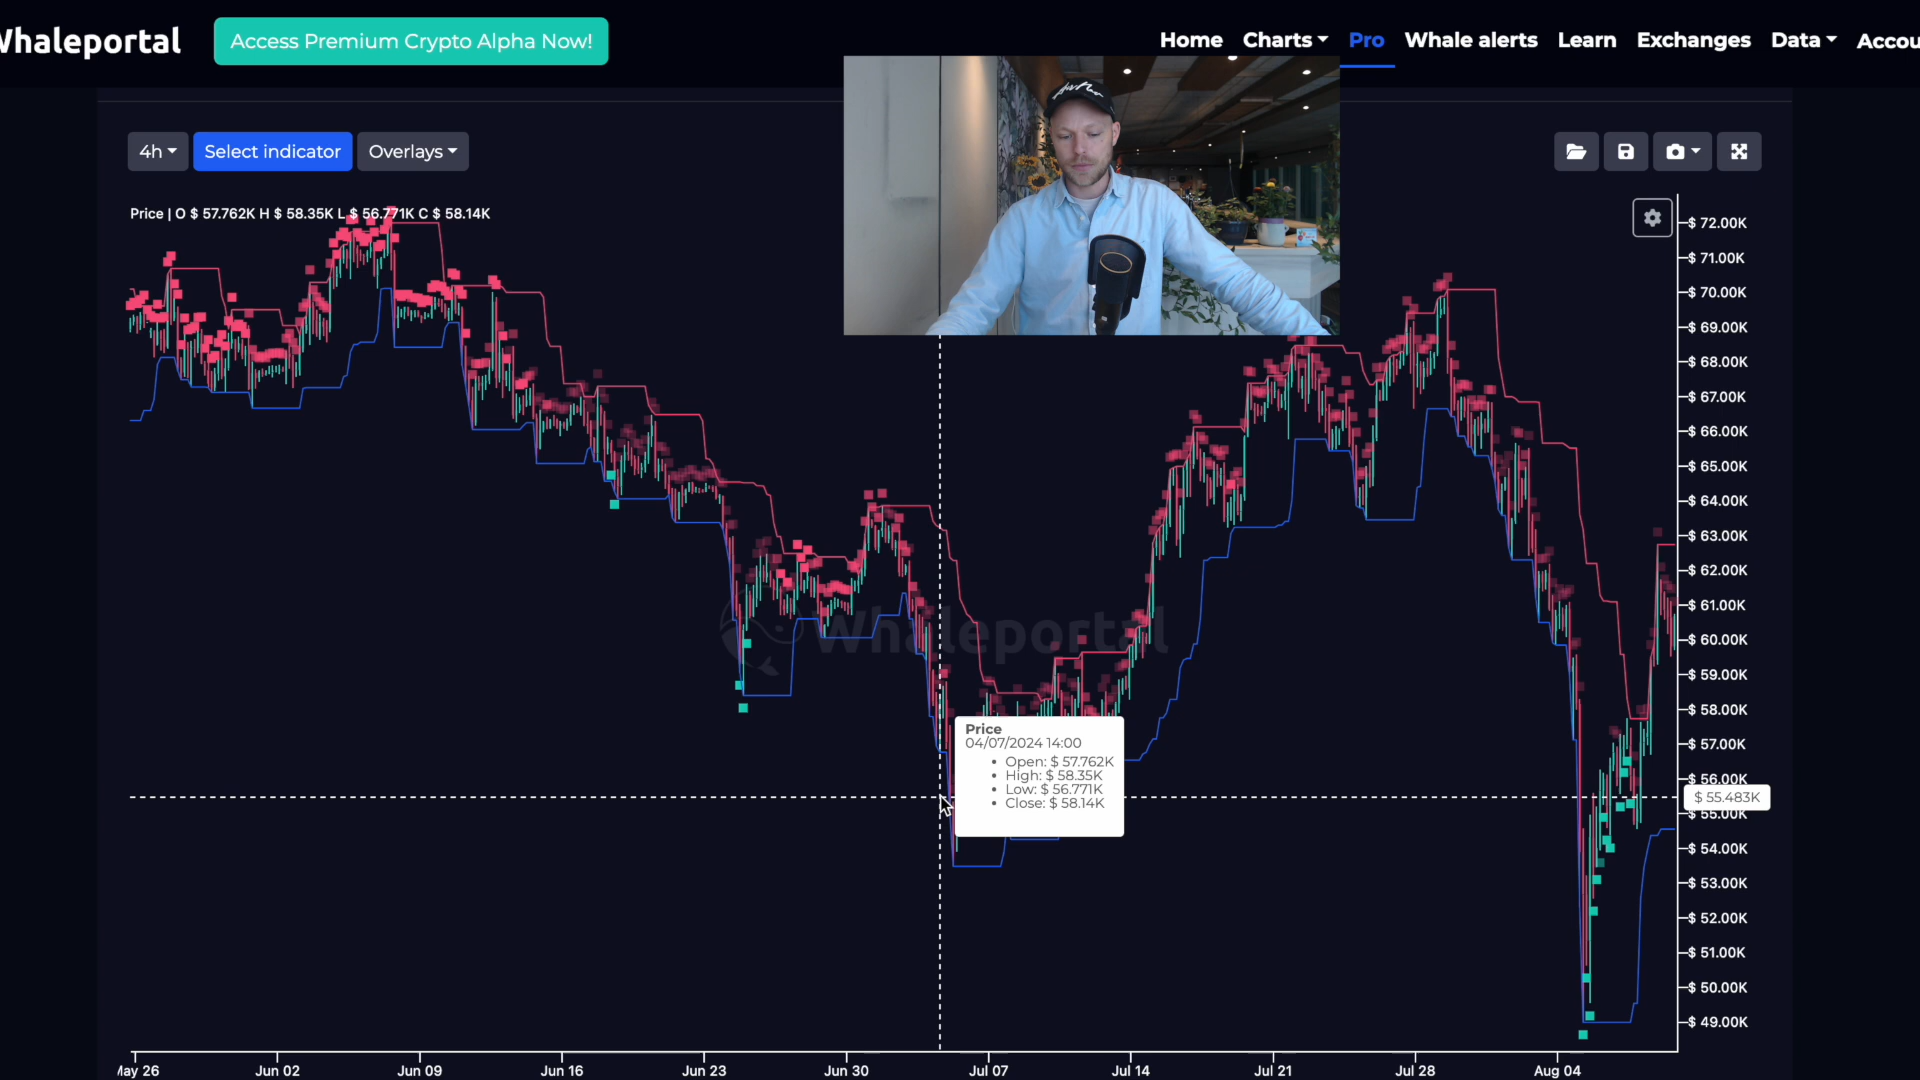 Whaleportal
Access Premium Crypto Alpha Now!
Home
Charts
Pro
Whale alerts
Learn
Exchanges
Data
Accou
4h
Select indicator
Overlays
Price | O $ 57.762K H $ 58.35K L $ 56.771K C $ 58.14K
$ 72.00K
$ 71.00K
$ 70.00K
$ 69.00K
$ 68.00K
$ 67.00K
$ 66.00K
$ 65.00K
$ 64.00K
$ 63.00K
$ 62.00K
$ 61.00K
$ 60.00K
$ 59.00K
$ 58.00K
$ 57.00K
$ 56.00K
$ 55.483K
$ 55.00K
$ 54.00K
$ 53.00K
$ 52.00K
$ 51.00K
$ 50.00K
$ 49.00K
Whaleportal
Price
04/07/2024 14:00
• Open: $ 57.762K
• High: $ 58.35K
• Low: $ 56.771K
• Close: $ 58.14K
May 26
Jun 02
Jun 09
Jun 16
Jun 23
Jun 30
Jul 07
Jul 14
Jul 21
Jul 28
Aug 04